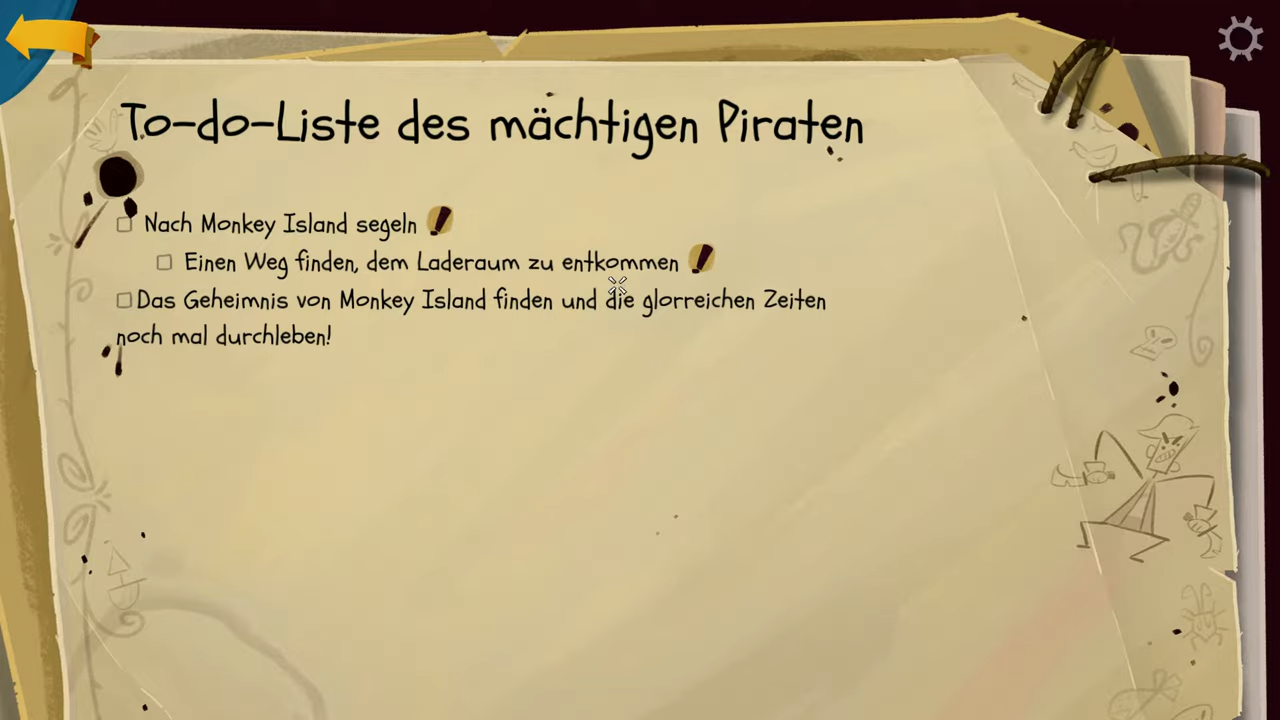 To-do-Liste des mächtigen Piraten
Nach Monkey Island segeln
Einen Weg finden, dem Laderaum zu entkommen
Das Geheimnis von Monkey Island finden und die glorreichen Zeiten
noch mal durchleben!